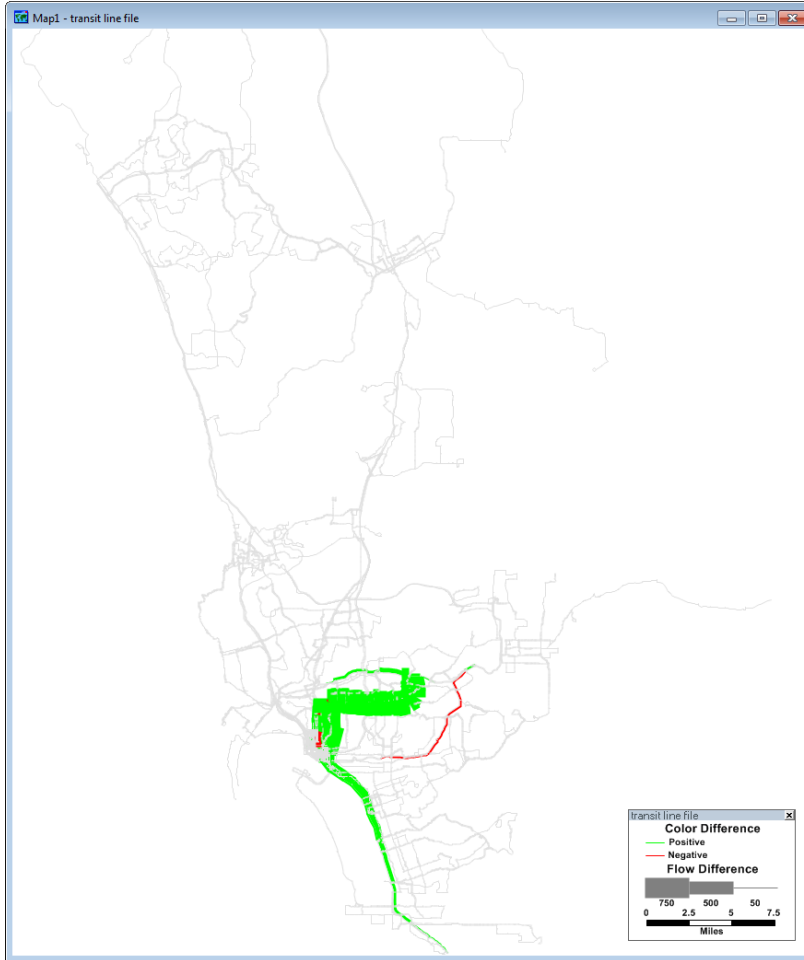 Map1 - transit line file
transit line file
Color Difference
Positive
Negative
Flow Difference
750 500 50
0 2.5 5 7.5
Miles